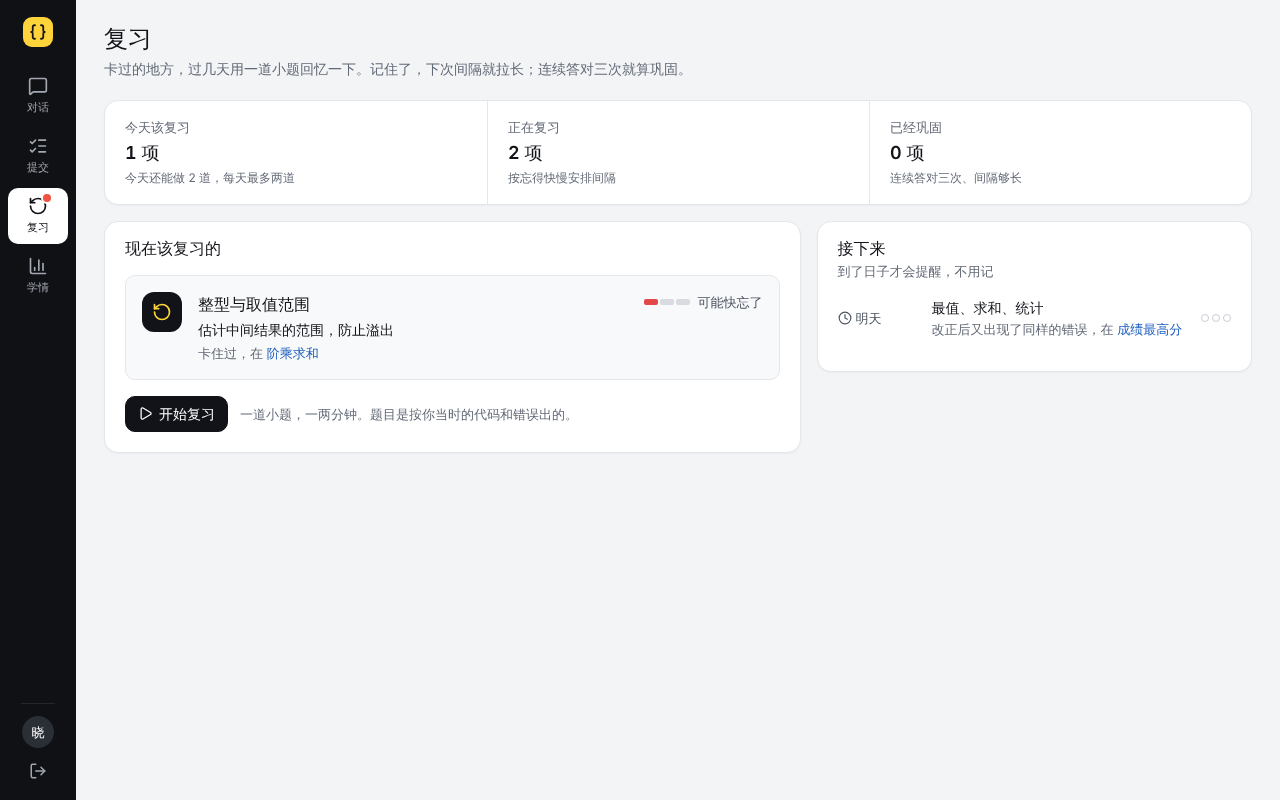 {}
对话
提交
复习
学情
晓
复习
卡过的地方，过几天用一道小题回忆一下。记住了，下次间隔就拉长；连续答对三次就算巩固。
今天该复习
1 项
今天还能做 2 道，每天最多两道
正在复习
2 项
按忘得快慢安排间隔
已经巩固
0 项
连续答对三次、间隔够长
现在该复习的
整型与取值范围
可能快忘了
估计中间结果的范围，防止溢出
卡住过，在 阶乘求和
开始复习
一道小题，一两分钟。题目是按你当时的代码和错误出的。
接下来
到了日子才会提醒，不用记
明天
最值、求和、统计
改正后又出现了同样的错误，在 成绩最高分